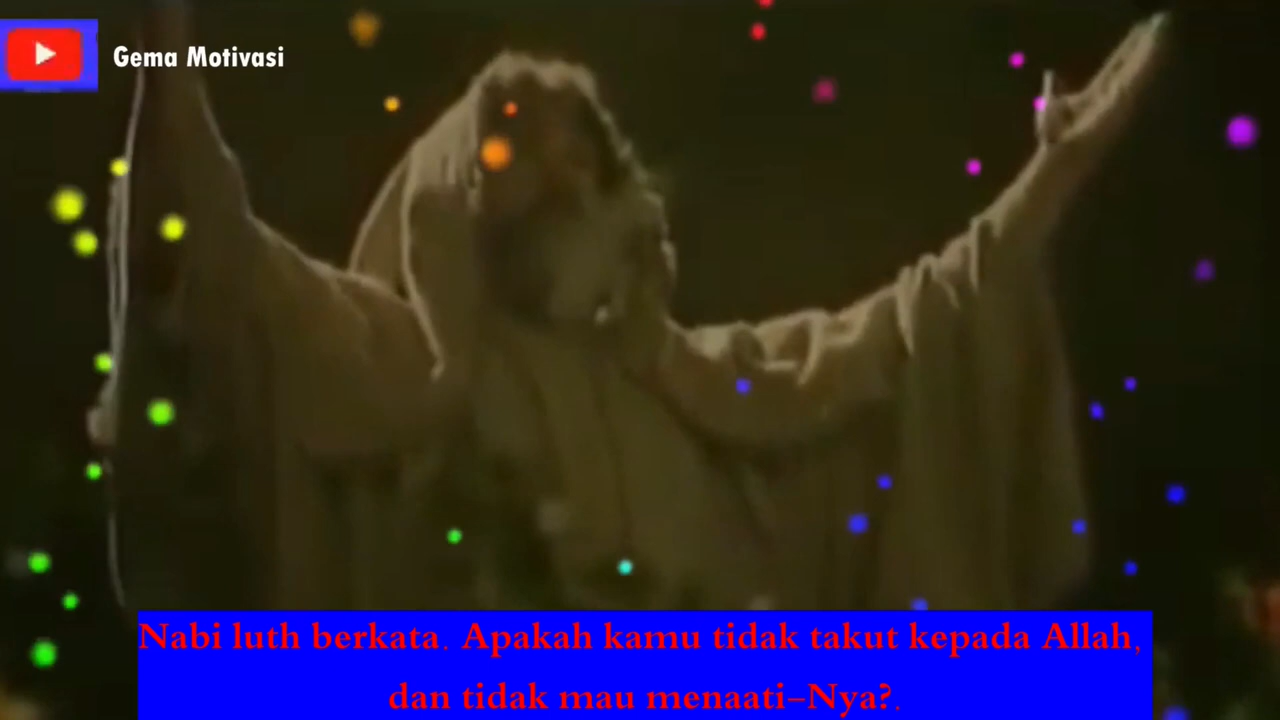 Gema Motivasi
Nabi luth berkata. Apakah kamu tidak takut kepada Allah,
dan tidak mau menaati-Nya?.